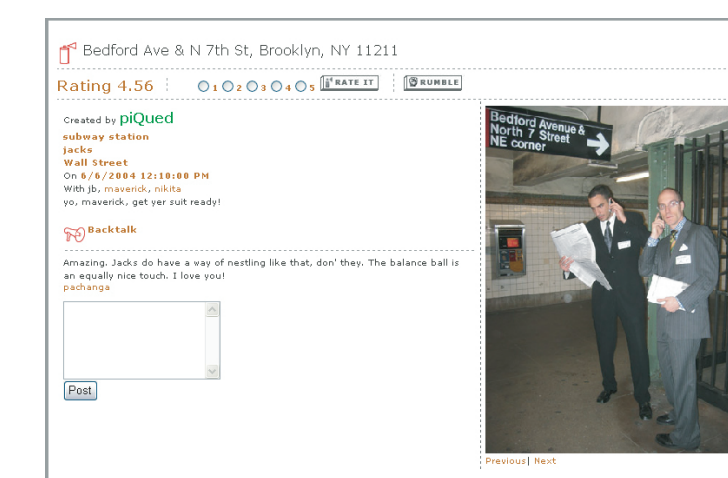 Bedford Ave & N 7th St, Brooklyn, NY 11211
Rating 4.56 1 2 3 4 5 RATE IT RUMBLE
Created by piQued
subway station
jacks
Wall Street
On 6/6/2004 12:10:00 PM
With jb, maverick, nikita
yo, maverick, get yer suit ready!
Backtalk
Amazing. Jacks do have a way of nestling like that, don' they. The balance ball is
an equally nice touch. I love you!
pachanga
Post
Bedford Avenue &
North 7 Street
NE corner
Previous| Next